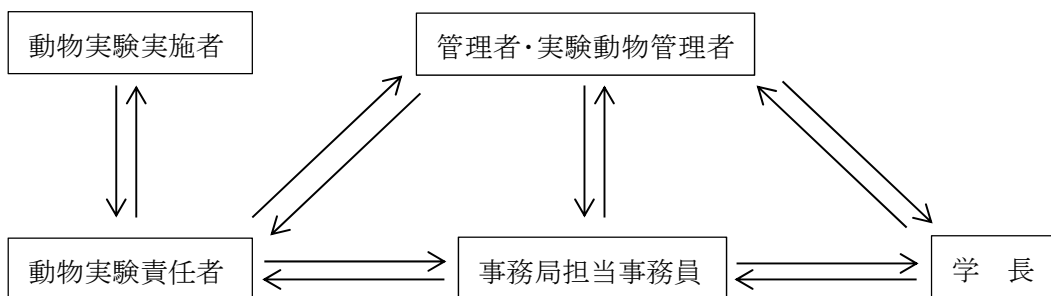 動物実験実施者
管理者・実験動物管理者
動物実験責任者
事務局担当事務員
学　長